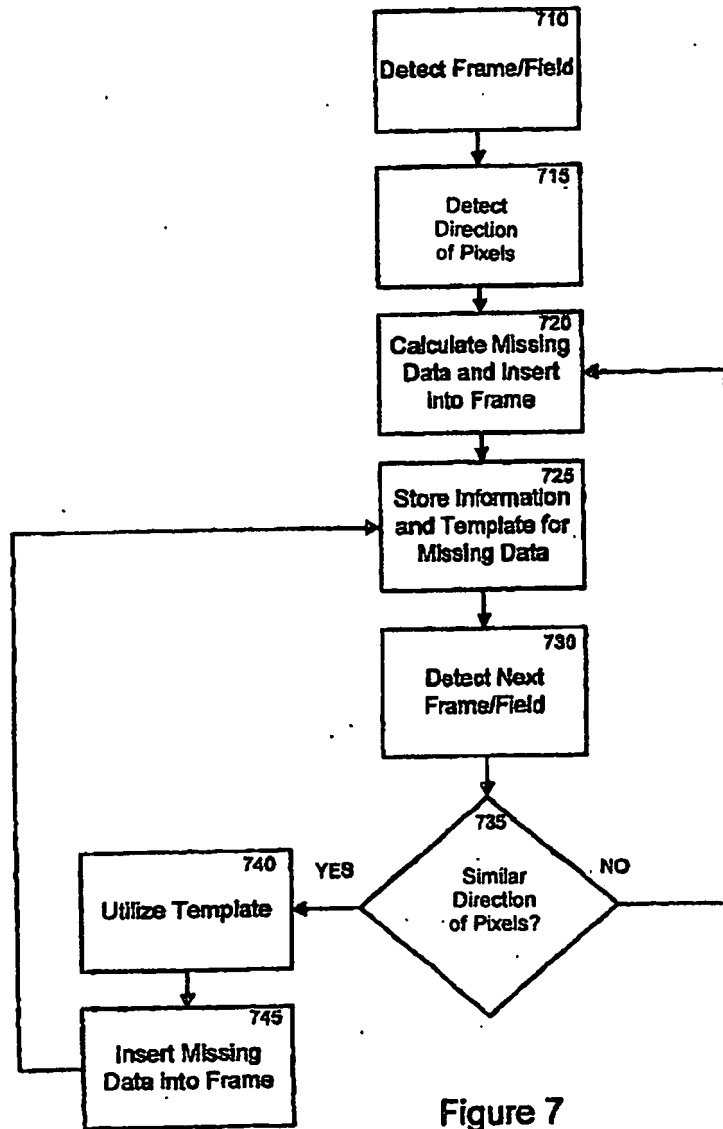 710
Detect Frame/Field
715
Detect
Direction
of Pixels
720
Calculate Missing
Data and Insert
into Frame
725
Store Information
and Template for
Missing Data
730
Detect Next
Frame/Field
735
Similar
Direction
of Pixels?
YES
NO
740
Utilize Template
745
Insert Missing
Data into Frame
Figure 7